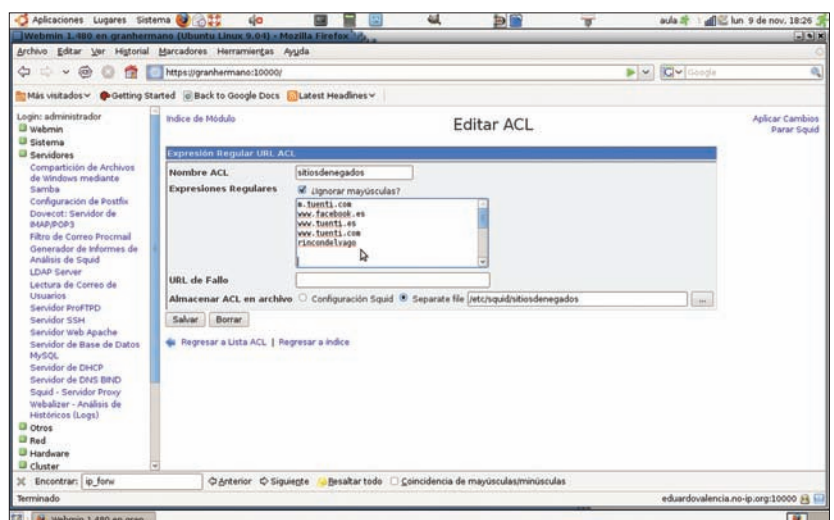 Aplicaciones Lugares Sistema aula lun 9 de nov, 18:26
Webmin 1.480 en granhermano (Ubuntu Linux 9.04) - Mozilla Firefox
Archivo Editar Ver Historial Marcadores Herramientas Ayuda
https://granhermano:10000/ Google
Más visitados Getting Started Back to Google Docs Latest Headlines
Login: administrador
Webmin
Sistema
Servidores
Compartición de Archivos
de Windows mediante
Samba
Configuración de Postfix
Dovecot: Servidor de
IMAP/POP3
Filtro de Correo Procmail
Generador de Informes de
Análisis de Squid
LDAP Server
Lectura de Correo de
Usuarios
Servidor ProFTPD
Servidor SSH
Servidor Web Apache
Servidor de Base de Datos
MySQL
Servidor de DHCP
Servidor de DNS BIND
Squid - Servidor Proxy
Webalizer - Análisis de
Históricos (Logs)
Otros
Red
Hardware
Cluster
Índice de Módulo
Editar ACL
Aplicar Cambios
Parar Squid
Expresión Regular URL ACL
Nombre ACL sitiosdenegados
Expresiones Regulares ¿Ignorar mayúsculas?
m.tuenti.com
www.facebook.es
www.tuenti.es
www.tuenti.com
rincondelvago
URL de Fallo
Almacenar ACL en archivo Configuración Squid Separate file /etc/squid/sitiosdenegados ...
Salvar Borrar
Regresar a Lista ACL | Regresar a índice
Encontrar: ip_forw Anterior Siguiente Resaltar todo Coincidencia de mayúsculas/minúsculas
Terminado eduardovalencia.no-ip.org:10000
Webmin 1.480 en gran